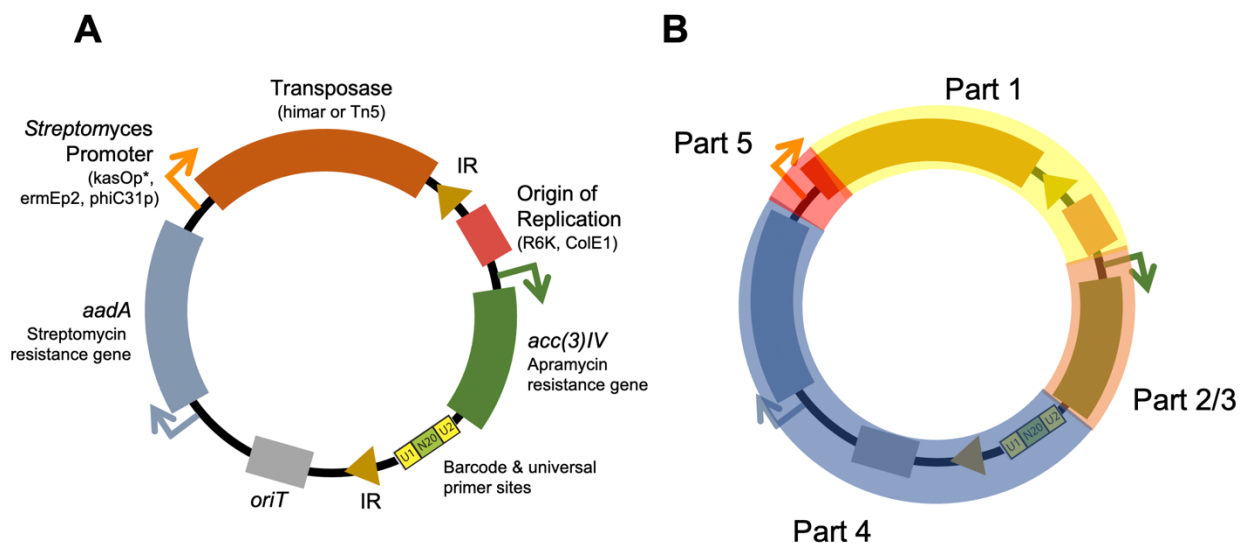 A
Transposase
(himar or Tn5)
Streptomyces
Promoter
(kasOp*,
ermEp2, phiC31p)
IR
Origin of
Replication
(R6K, ColE1)
aadA
Streptomycin
resistance gene
acc(3)IV
Apramycin
resistance gene
U1 N20 U2
Barcode & universal
primer sites
IR
oriT
B
Part 1
Part 5
Part 2/3
U1 N20 U2
Part 4